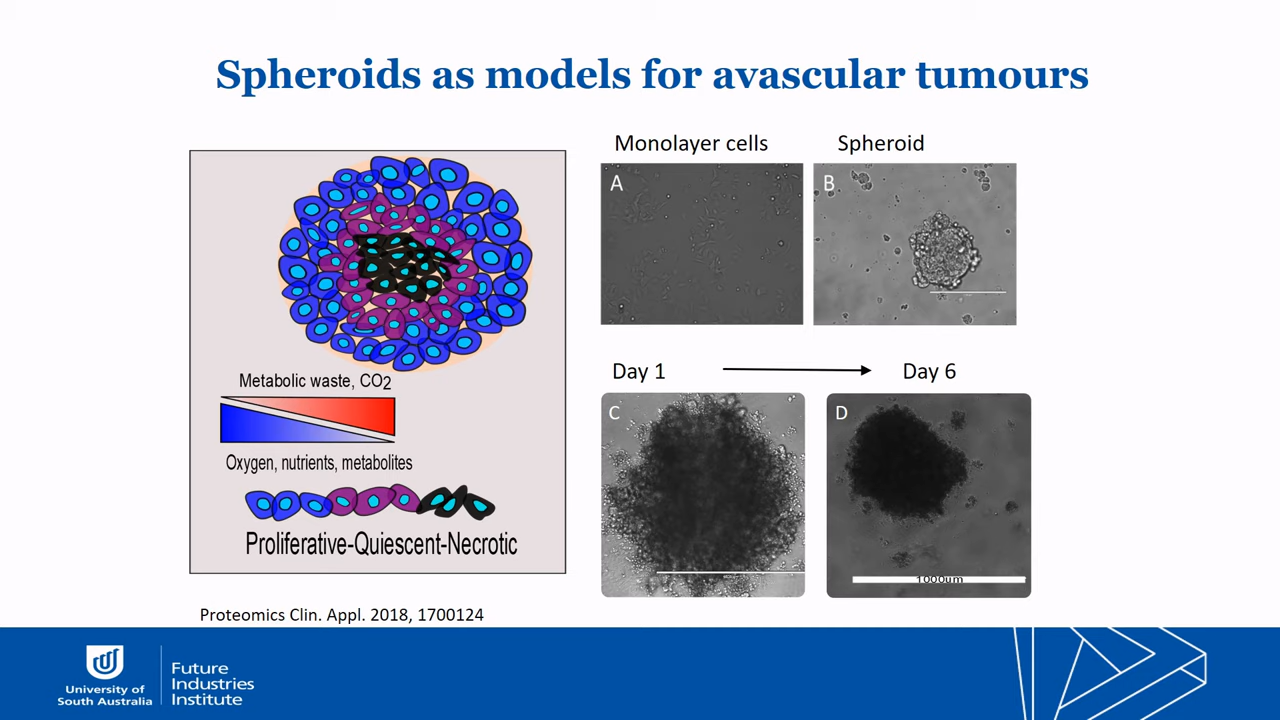 Spheroids as models for avascular tumours
Metabolic waste, CO2
Oxygen, nutrients, metabolites
Proliferative-Quiescent-Necrotic
Proteomics Clin. Appl. 2018, 1700124
Monolayer cells
Spheroid
A
B
Day 1
Day 6
C
D
1000um
University of
South Australia
Future
Industries
Institute